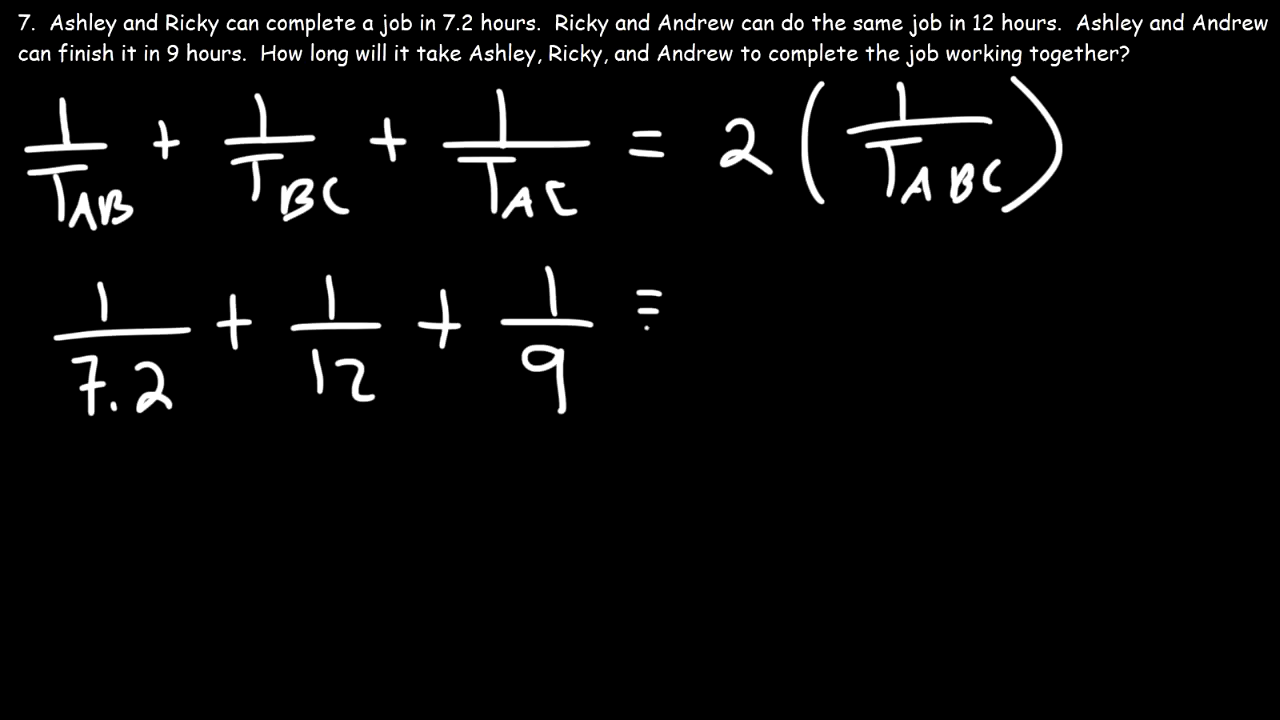 7. Ashley and Ricky can complete a job in 7.2 hours. Ricky and Andrew can do the same job in 12 hours. Ashley and Andrew
can finish it in 9 hours. How long will it take Ashley, Ricky, and Andrew to complete the job working together?
1/T_AB + 1/T_BC + 1/T_AC = 2 (1/T_ABC)
1/7.2 + 1/12 + 1/9 =